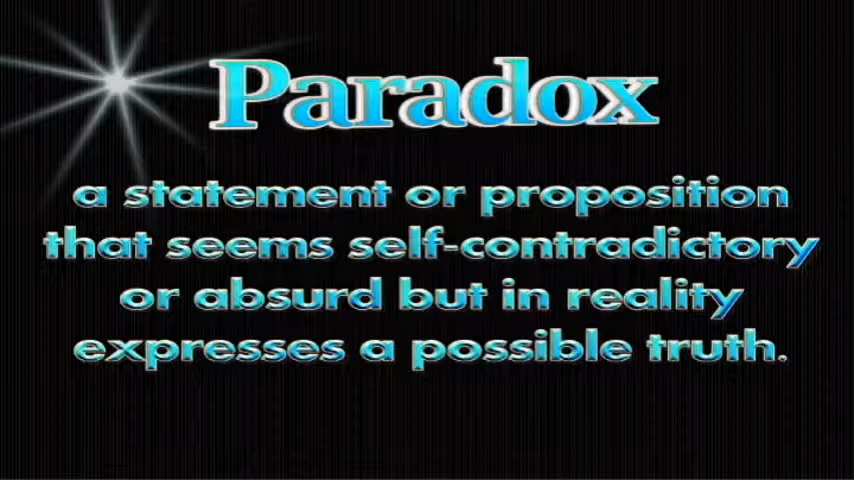 Paradox
a statement or proposition
that seems self-contradictory
or absurd but in reality
expresses a possible truth.